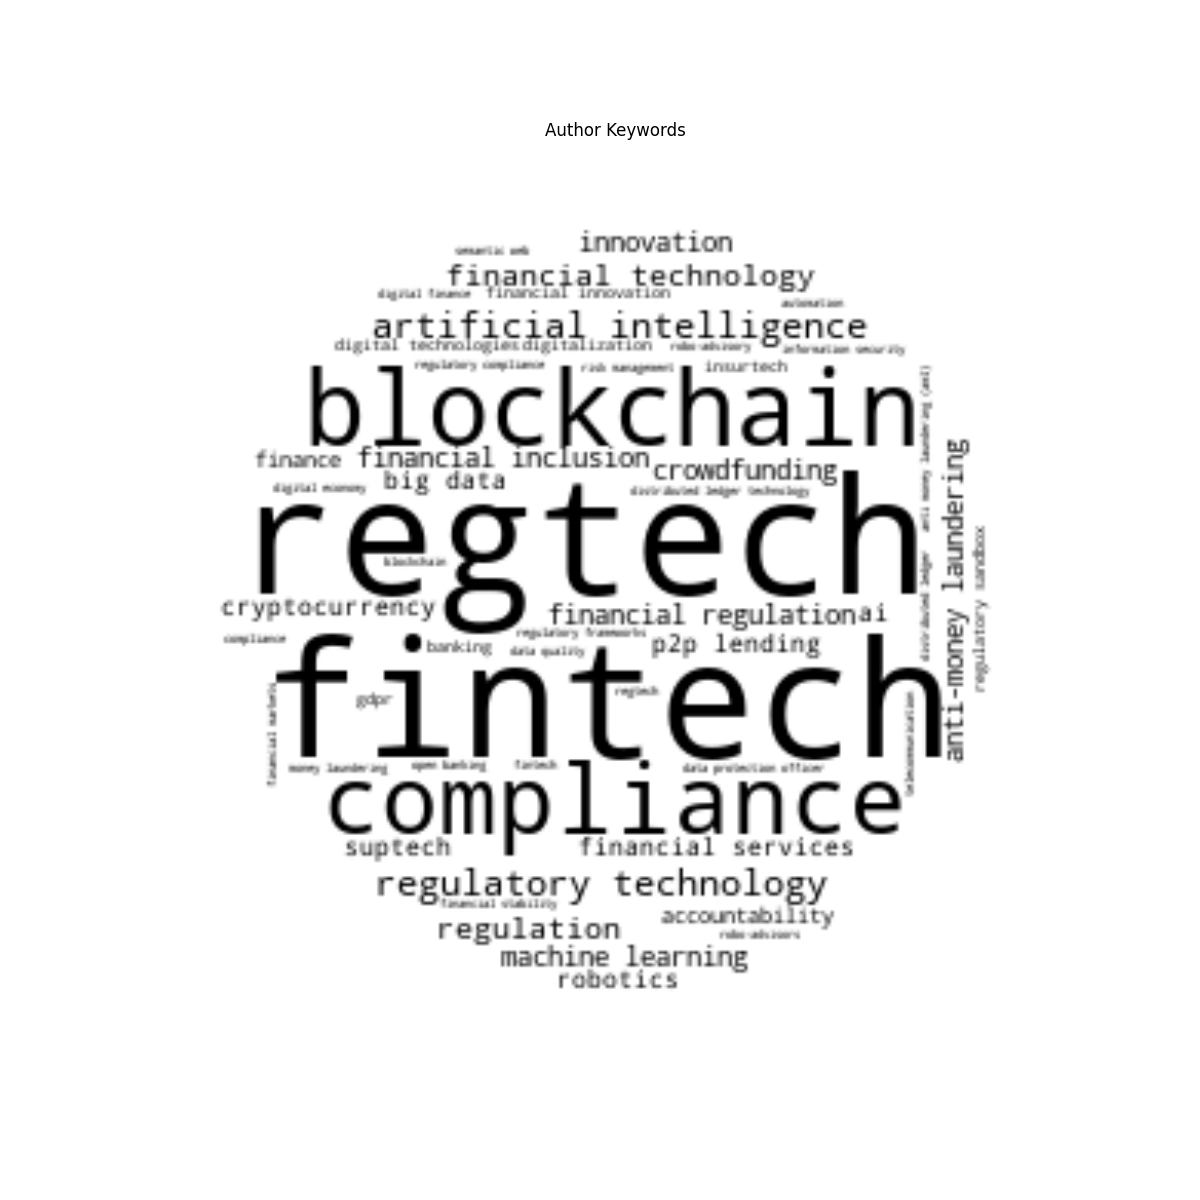 Author Keywords
innovation
semantic web
financial technology
digital finance
financial innovation
automation
artificial intelligence
digital technologies
digitalization
robo-advisory
information security
regulatory compliance
risk management
insurtech
blockchain
anti money laundering (aml)
finance
financial inclusion
crowdfunding
big data
digital economy
distributed ledger technology
regtech
blockchain
anti-money laundering
regulatory sandbox
distributed ledger
cryptocurrency
financial regulation
ai
compliance
regulatory frameworks
banking
data quality
p2p lending
fintech
regtech
gdpr
financial markets
telecommunication
money laundering
open banking
fintech
data protection officer
compliance
suptech
financial services
regulatory technology
financial stability
accountability
regulation
robo-advisors
machine learning
robotics